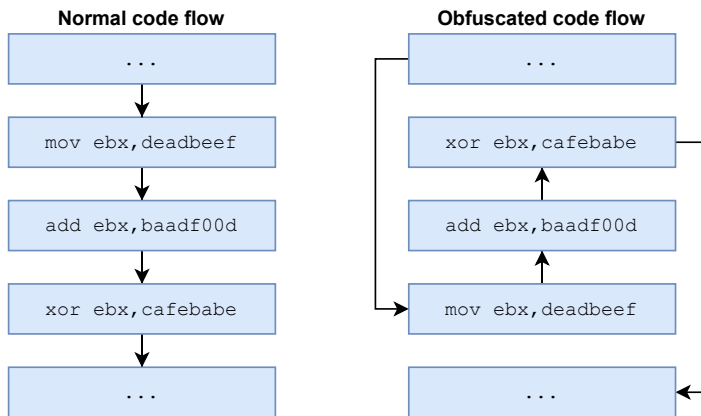 Normal code flow
...
mov ebx,deadbeef
add ebx,baadf00d
xor ebx,cafebabe
...
Obfuscated code flow
...
xor ebx,cafebabe
add ebx,baadf00d
mov ebx,deadbeef
...